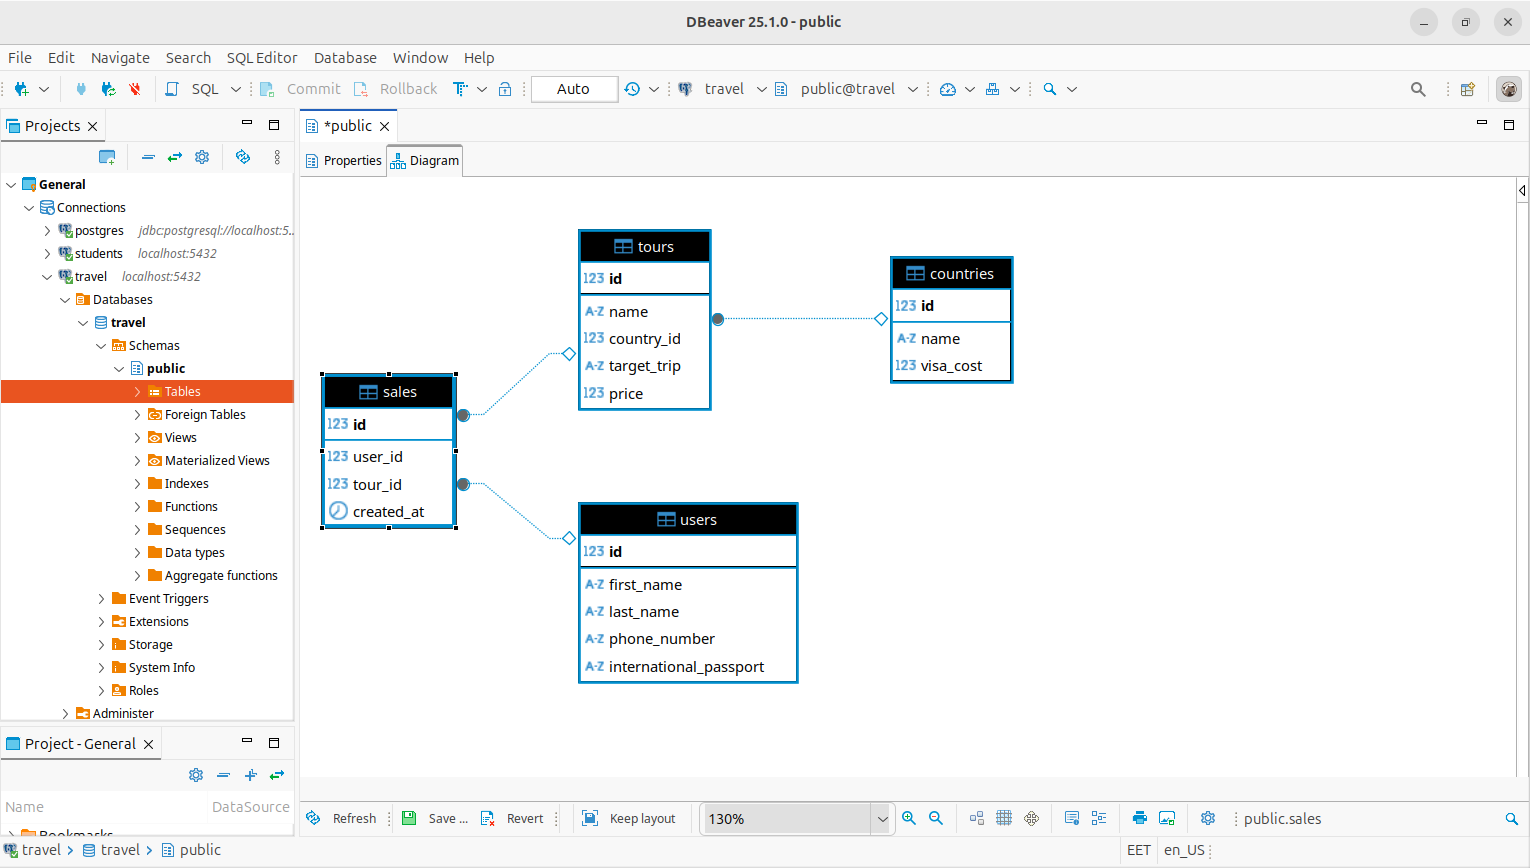 DBeaver 25.1.0 - public
File Edit Navigate Search SQL Editor Database Window Help
SQL Commit Rollback Auto travel public@travel
Projects
General
Connections
postgres jdbc:postgresql://localhost:5..
students localhost:5432
travel localhost:5432
Databases
travel
Schemas
public
Tables
Foreign Tables
Views
Materialized Views
Indexes
Functions
Sequences
Data types
Aggregate functions
Event Triggers
Extensions
Storage
System Info
Roles
Administer
Project - General
Name DataSource
Bookmarks
*public
Properties Diagram
tours
123 id
A-Z name
123 country_id
A-Z target_trip
123 price
countries
123 id
A-Z name
123 visa_cost
sales
123 id
123 user_id
123 tour_id
created_at
users
123 id
A-Z first_name
A-Z last_name
A-Z phone_number
A-Z international_passport
Refresh Save ... Revert Keep layout 130% public.sales
travel travel public EET en_US